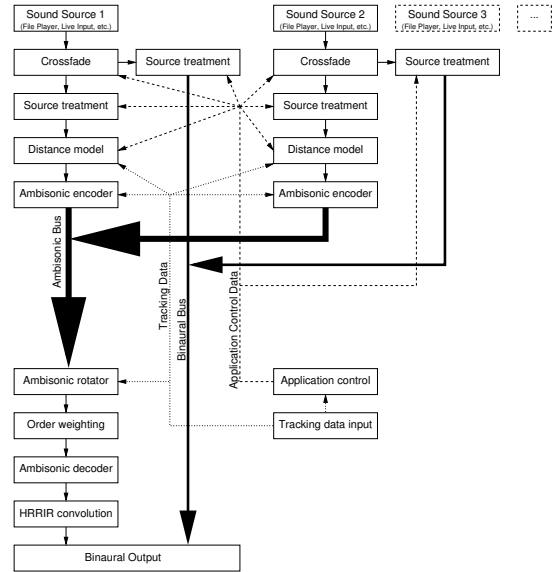 Sound Source 1
(File Player, Live Input, etc.)
Sound Source 2
(File Player, Live Input, etc.)
Sound Source 3
(File Player, Live Input, etc.)
...
Crossfade
Source treatment
Crossfade
Source treatment
Source treatment
Source treatment
Distance model
Distance model
Ambisonic encoder
Ambisonic encoder
Ambisonic Bus
Tracking Data
Binaural Bus
Application Control Data
Ambisonic rotator
Application control
Order weighting
Tracking data input
Ambisonic decoder
HRRIR convolution
Binaural Output